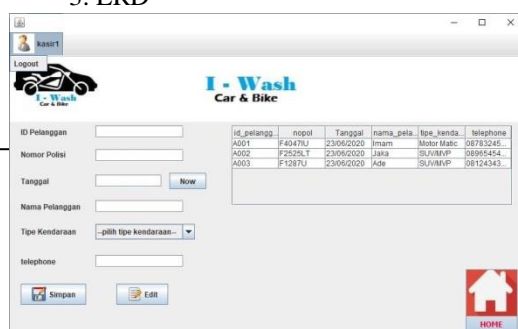 3. ERD
kasir1
Logout
I - Wash
Car & Bike
I - Wash
Car & Bike
ID Pelanggan
Nomor Polisi
Tanggal
Now
Nama Pelanggan
Tipe Kendaraan
--pilih tipe kendaraan--
telephone
Simpan
Edit
id_pelangg... nopol Tanggal nama_pela... tipe_kenda... telephone
A001 F4047IU 23/06/2020 Imam Motor Matic 08783245...
A002 F2525LT 23/06/2020 Jaka SUV/MVP 08965454...
A003 F1287U 23/06/2020 Ade SUV/MVP 08124343...
HOME